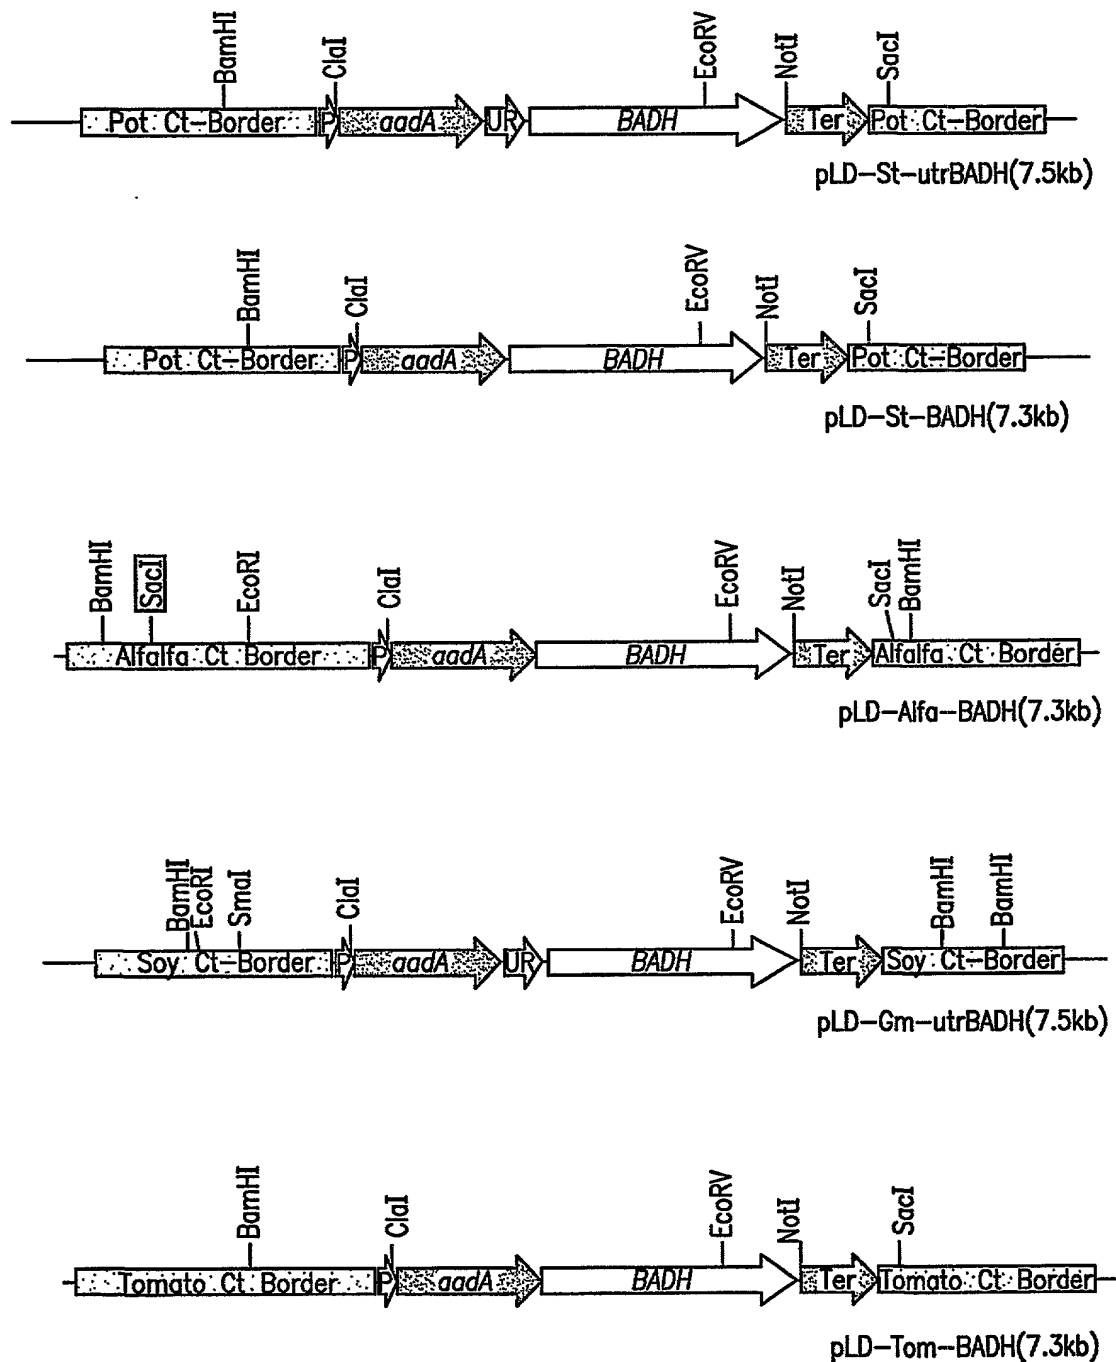 BamHI ClaI EcoRV NotI SacI
Pot Ct-Border P aadA UR BADH Ter Pot Ct-Border
pLD-St-utrBADH(7.5kb)
BamHI ClaI EcoRV NotI SacI
Pot Ct-Border P aadA BADH Ter Pot Ct-Border
pLD-St-BADH(7.3kb)
BamHI SacI EcoRI ClaI EcoRV NotI SacI BamHI
Alfalfa Ct Border P aadA BADH Ter Alfalfa Ct Border
pLD-Alfa-BADH(7.3kb)
BamHI EcoRI SmaI ClaI EcoRV NotI BamHI BamHI
Soy Ct-Border P aadA UR BADH Ter Soy Ct-Border
pLD-Gm-utrBADH(7.5kb)
BamHI ClaI EcoRV NotI SacI
Tomato Ct Border P aadA BADH Ter Tomato Ct Border
pLD-Tom-BADH(7.3kb)